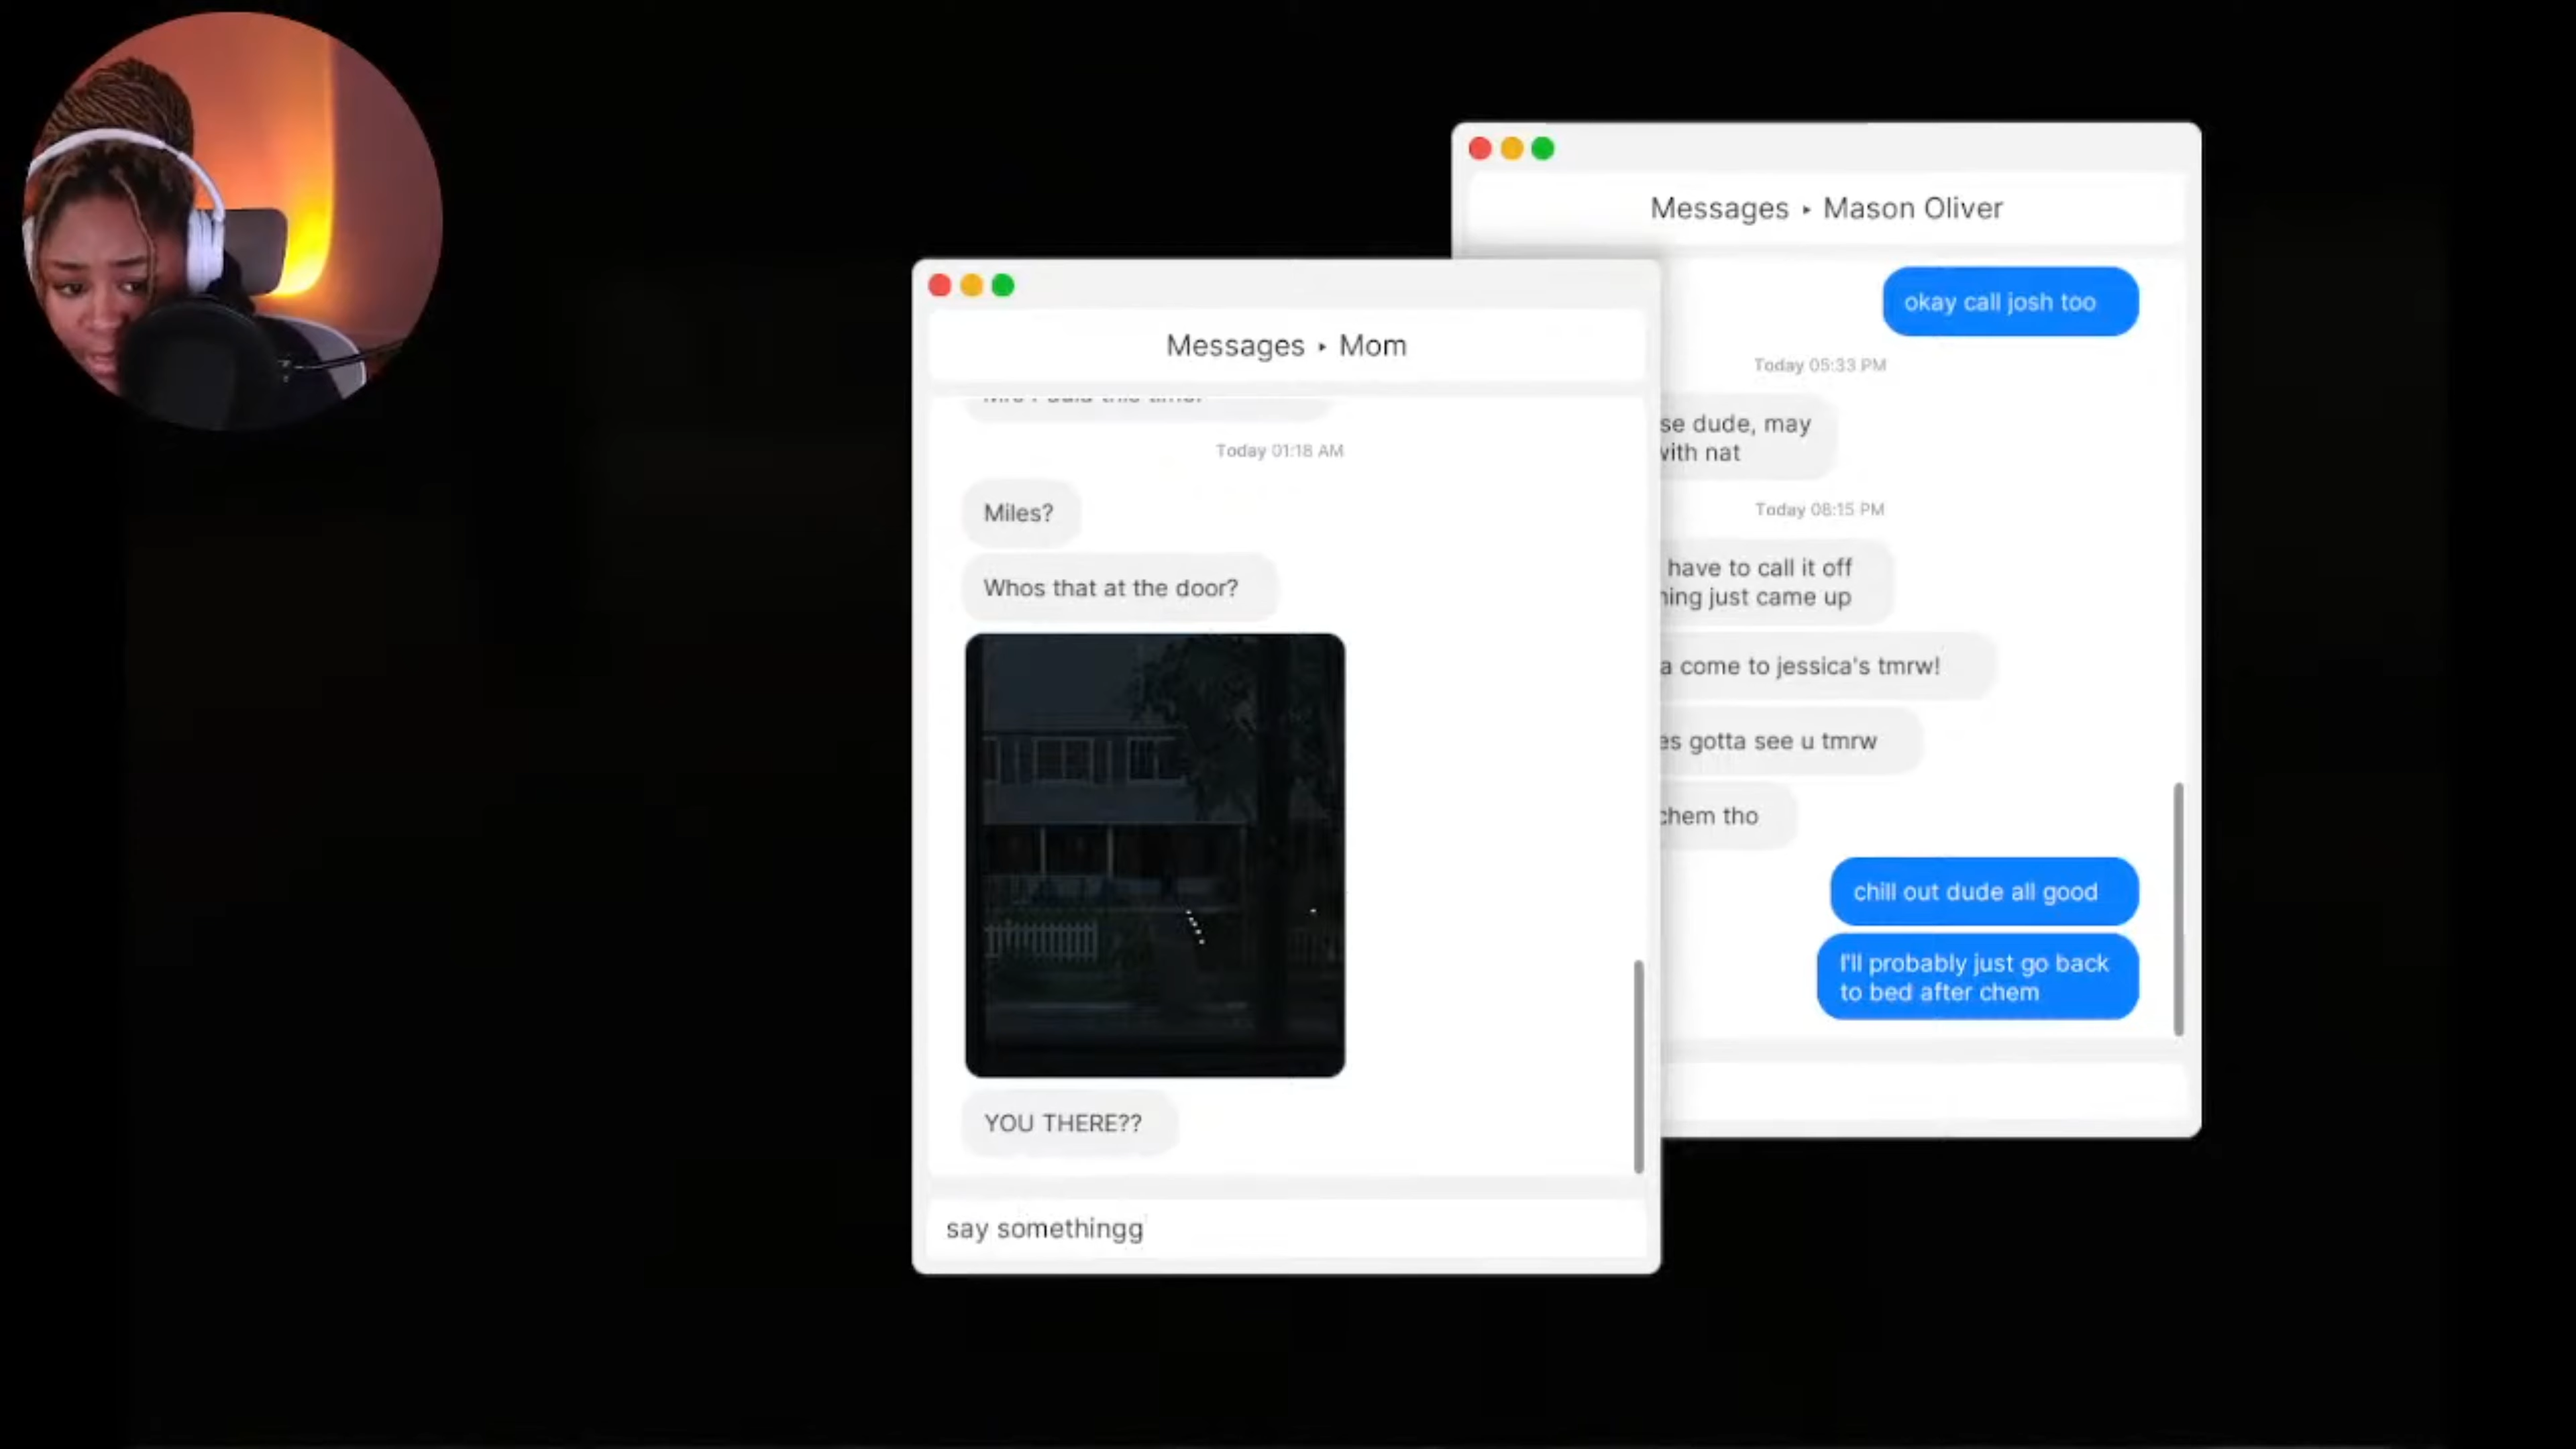 Messages ▸ Mason Oliver
okay call josh too
Today 05:33 PM
se dude, may
with nat
Today 08:15 PM
have to call it off
just came up
come to jessica's tmrw!
gotta see u tmrw
chem tho
chill out dude all good
I'll probably just go back
to bed after chem
Messages ▸ Mom
Today 01:18 AM
Miles?
Whos that at the door?
YOU THERE??
say somethingg